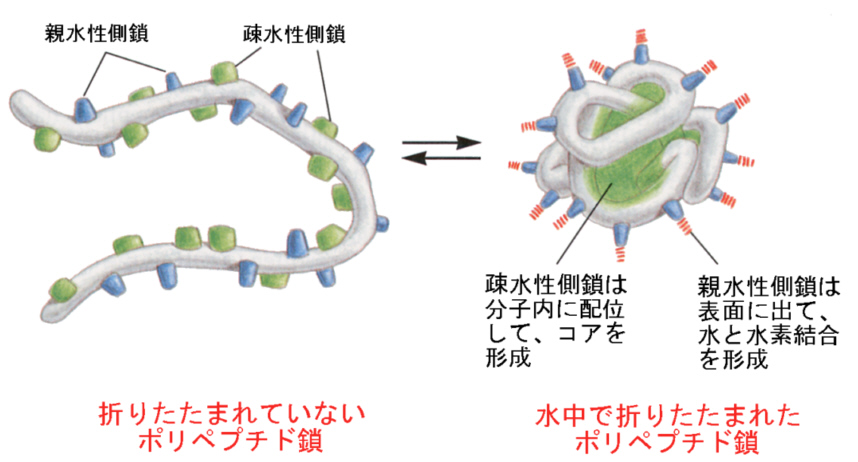 親水性側鎖
疎水性側鎖
疎水性側鎖は
分子内に配位
して、コアを
形成
親水性側鎖は
表面に出て、
水と水素結合
を形成
折りたたまれていない
ポリペプチド鎖
水中で折りたたまれた
ポリペプチド鎖